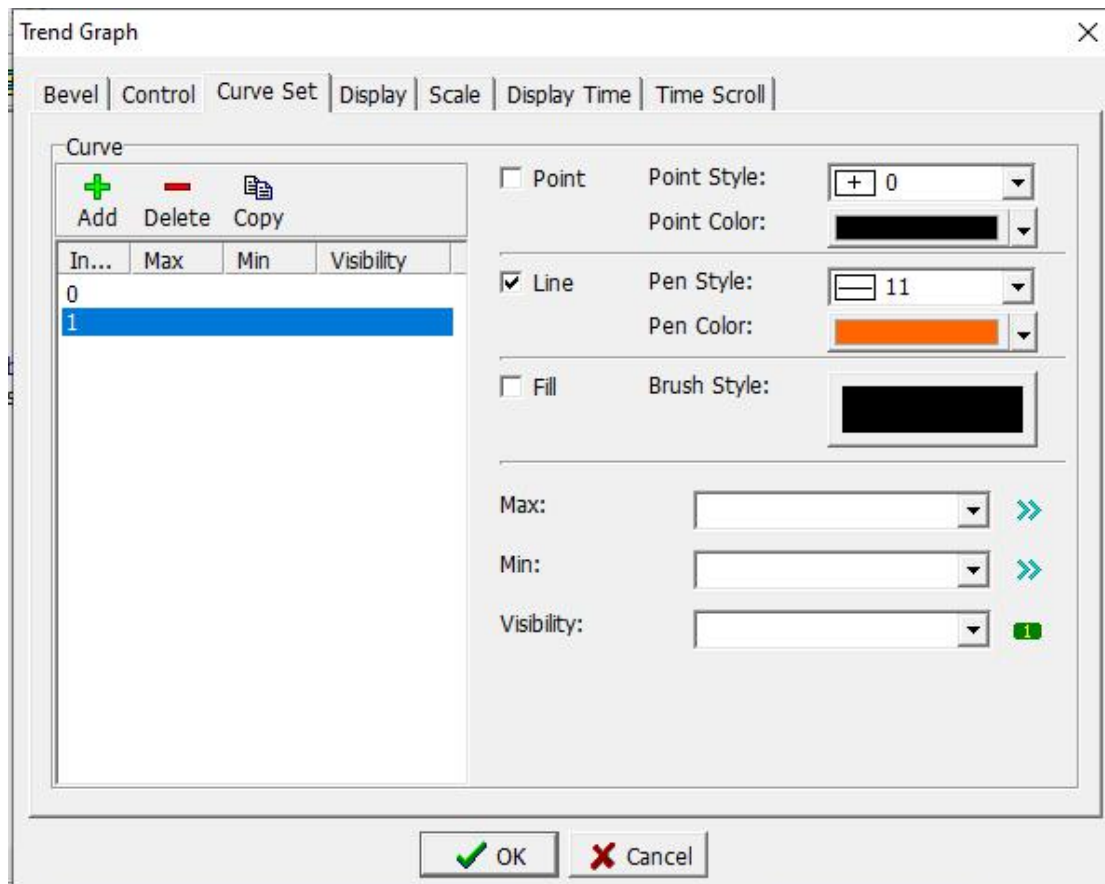 Trend Graph
Bevel Control Curve Set Display Scale Display Time Time Scroll
Curve
Add Delete Copy
In... Max Min Visibility
0
1
Point Point Style: 0
Point Color:
Line Pen Style: 11
Pen Color:
Fill Brush Style:
Max:
Min:
Visibility: 1
OK Cancel